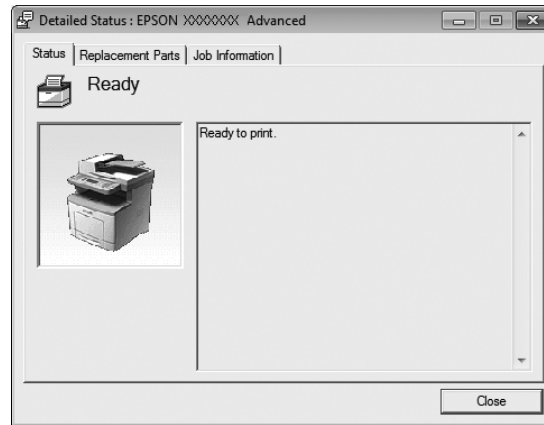 Detailed Status : EPSON XXXXXXX Advanced
Status Replacement Parts Job Information
Ready
Ready to print.
Close